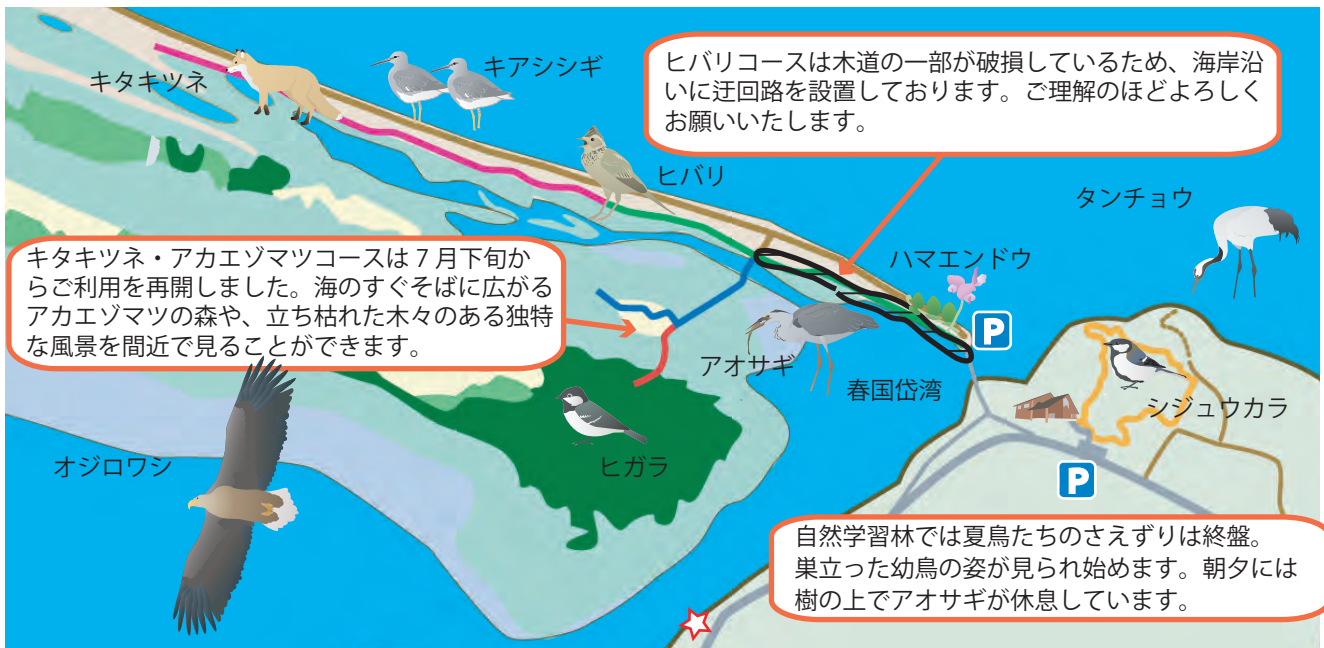 キタキツネ
キアシシギ
ヒバリコースは木道の一部が破損しているため、海岸沿
いに迂回路を設置しております。ご理解のほどよろしく
お願いいたします。
ヒバリ
タンチョウ
キタキツネ・アカエゾマツコースは 7 月下旬か
らご利用を再開しました。海のすぐそばに広がる
アカエゾマツの森や、立ち枯れた木々のある独特
な風景を間近で見ることができます。
ハマエンドウ
P
アオサギ
春国岱湾
シジュウカラ
オジロワシ
ヒガラ
P
自然学習林では夏鳥たちのさえずりは終盤。
巣立った幼鳥の姿が見られ始めます。朝夕には
樹の上でアオサギが休息しています。